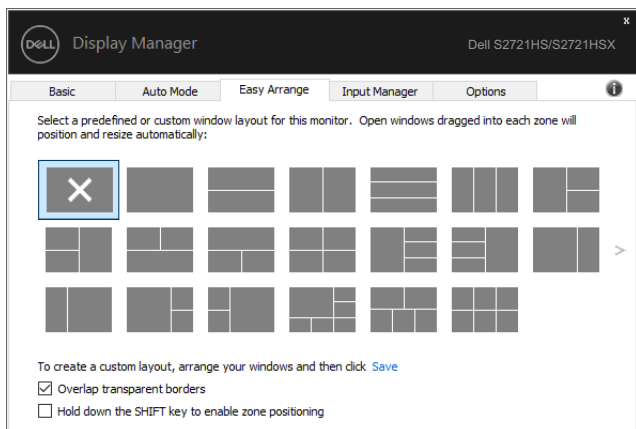 x
DELL
Display Manager
Dell S2721HS/S2721HSX
Basic Auto Mode Easy Arrange Input Manager Options
Select a predefined or custom window layout for this monitor. Open windows dragged into each zone will
position and resize automatically:
To create a custom layout, arrange your windows and then click Save
Overlap transparent borders
Hold down the SHIFT key to enable zone positioning